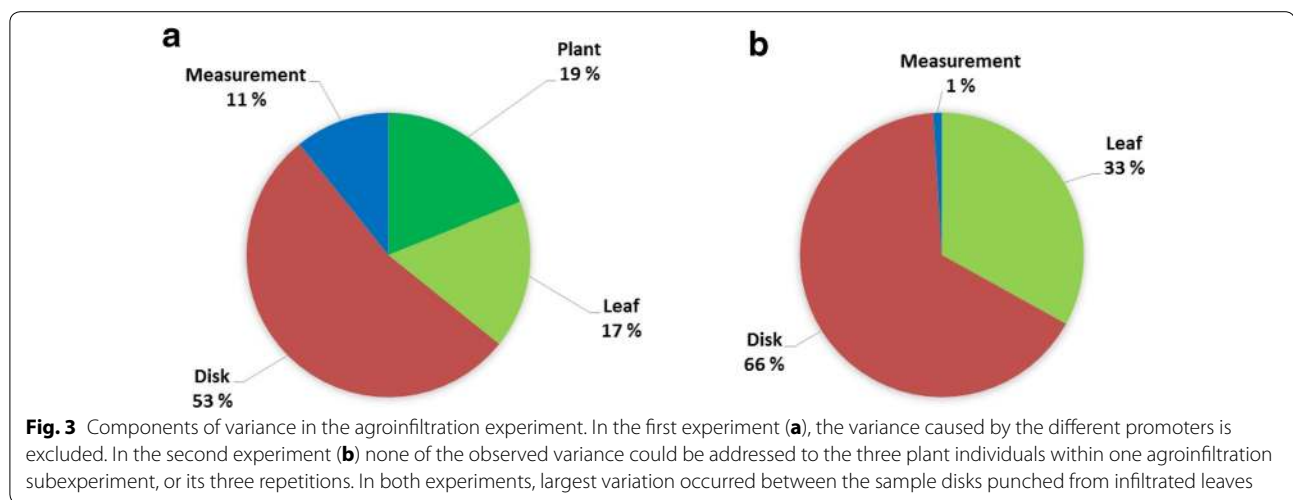 a
Plant
19 %
Measurement
11 %
Leaf
17 %
Disk
53 %
b
Measurement
1 %
Leaf
33 %
Disk
66 %
Fig. 3 Components of variance in the agroinfiltration experiment. In the first experiment (a), the variance caused by the different promoters is
excluded. In the second experiment (b) none of the observed variance could be addressed to the three plant individuals within one agroinfiltration
subexperiment, or its three repetitions. In both experiments, largest variation occurred between the sample disks punched from infiltrated leaves